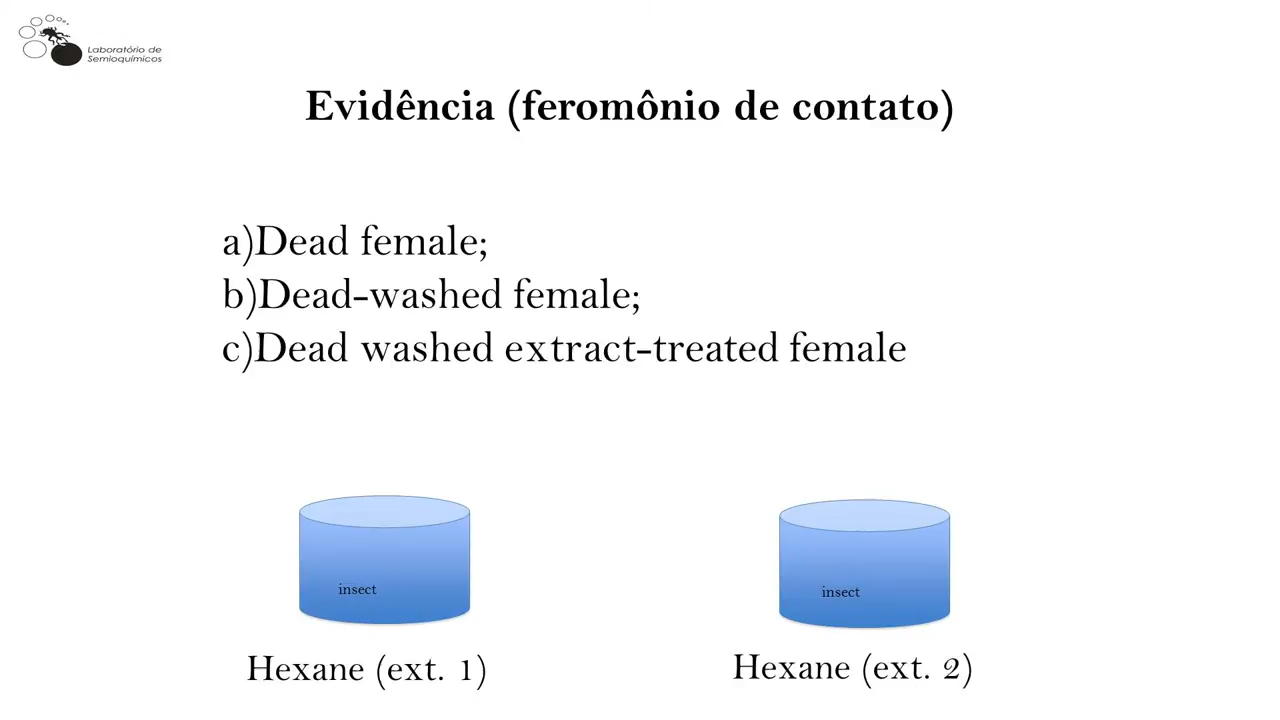 Laboratório de
Semioquímicos
Evidência (feromônio de contato)
a)Dead female;
b)Dead-washed female;
c)Dead washed extract-treated female
insect
insect
Hexane (ext. 1)
Hexane (ext. 2)